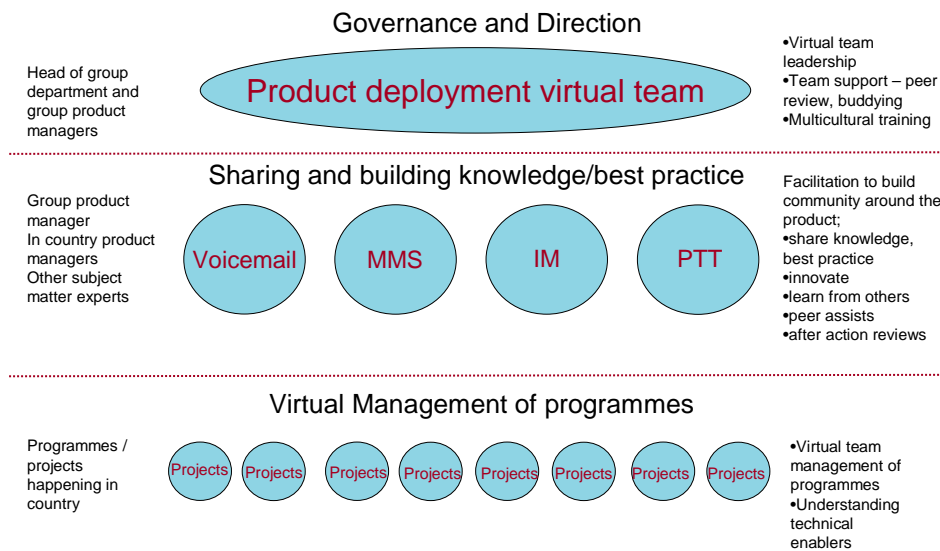 Governance and Direction
Head of group
department and
group product
managers
Product deployment virtual team
•Virtual team
leadership
•Team support – peer
review, buddying
•Multicultural training
Sharing and building knowledge/best practice
Group product
manager
In country product
managers
Other subject
matter experts
Voicemail
MMS
IM
PTT
Facilitation to build
community around the
product;
•share knowledge,
best practice
•innovate
•learn from others
•peer assists
•after action reviews
Virtual Management of programmes
Programmes /
projects
happening in
country
Projects
Projects
Projects
Projects
Projects
Projects
Projects
Projects
•Virtual team
management of
programmes
•Understanding
technical
enablers